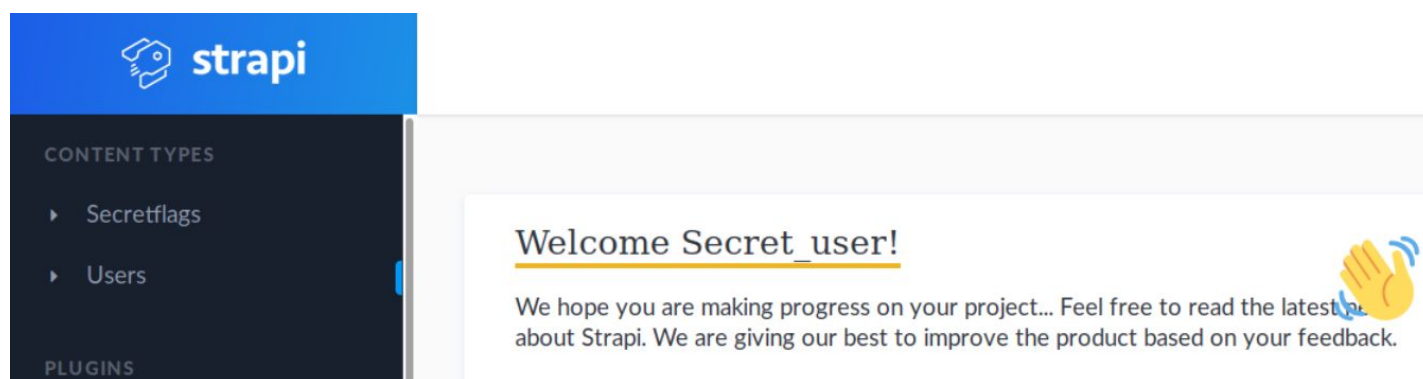 strapi
CONTENT TYPES
Secretflags
Users
PLUGINS
Welcome Secret_user!
We hope you are making progress on your project... Feel free to read the latest
about Strapi. We are giving our best to improve the product based on your feedback.